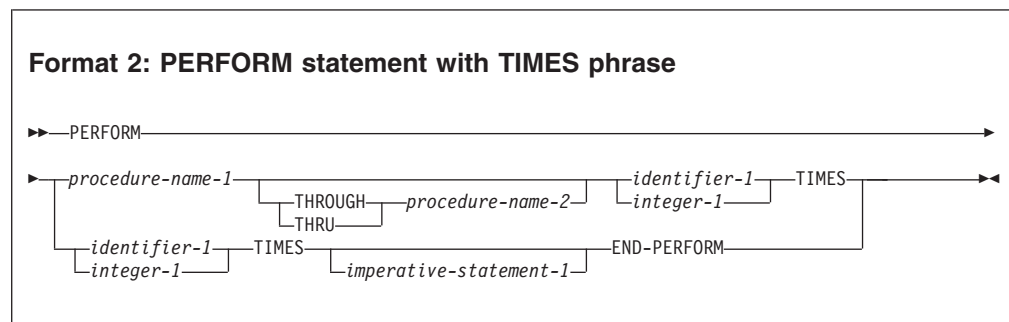 Format 2: PERFORM statement with TIMES phrase
PERFORM
procedure-name-1 identifier-1 TIMES
THROUGH procedure-name-2 integer-1
THRU
identifier-1 TIMES END-PERFORM
integer-1 imperative-statement-1